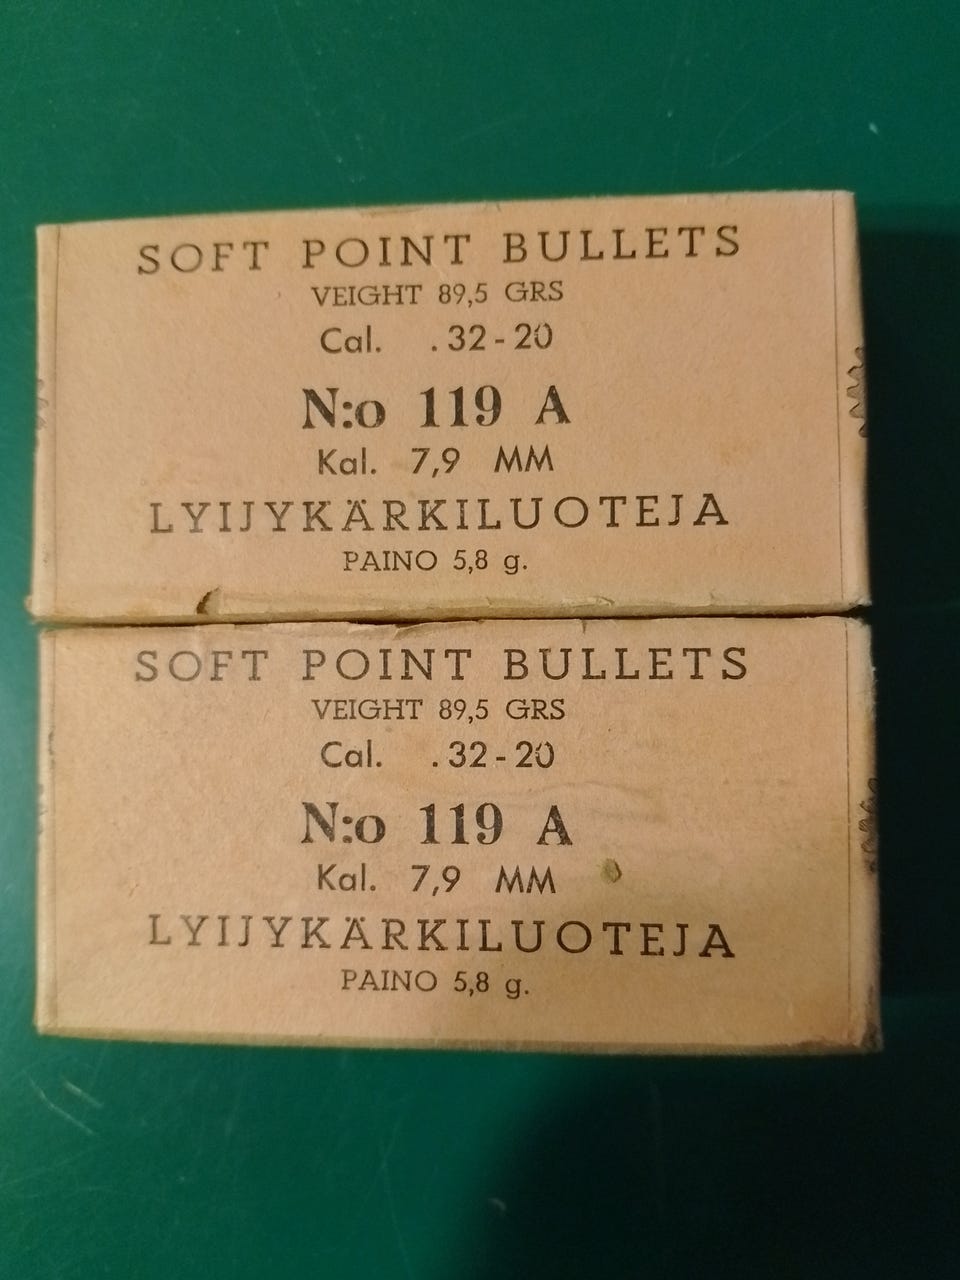 SOFT POINT BULLETS
VEIGHT 89,5 GRS
Cal. .32-20
N:o 119 A
Kal. 7,9 MM
LYIJYKÄRKILUOTEJA
PAINO 5,8 g.
SOFT POINT BULLETS
VEIGHT 89,5 GRS
Cal. .32-20
N:o 119 A
Kal. 7,9 MM
LYIJYKÄRKILUOTEJA
PAINO 5,8 g.